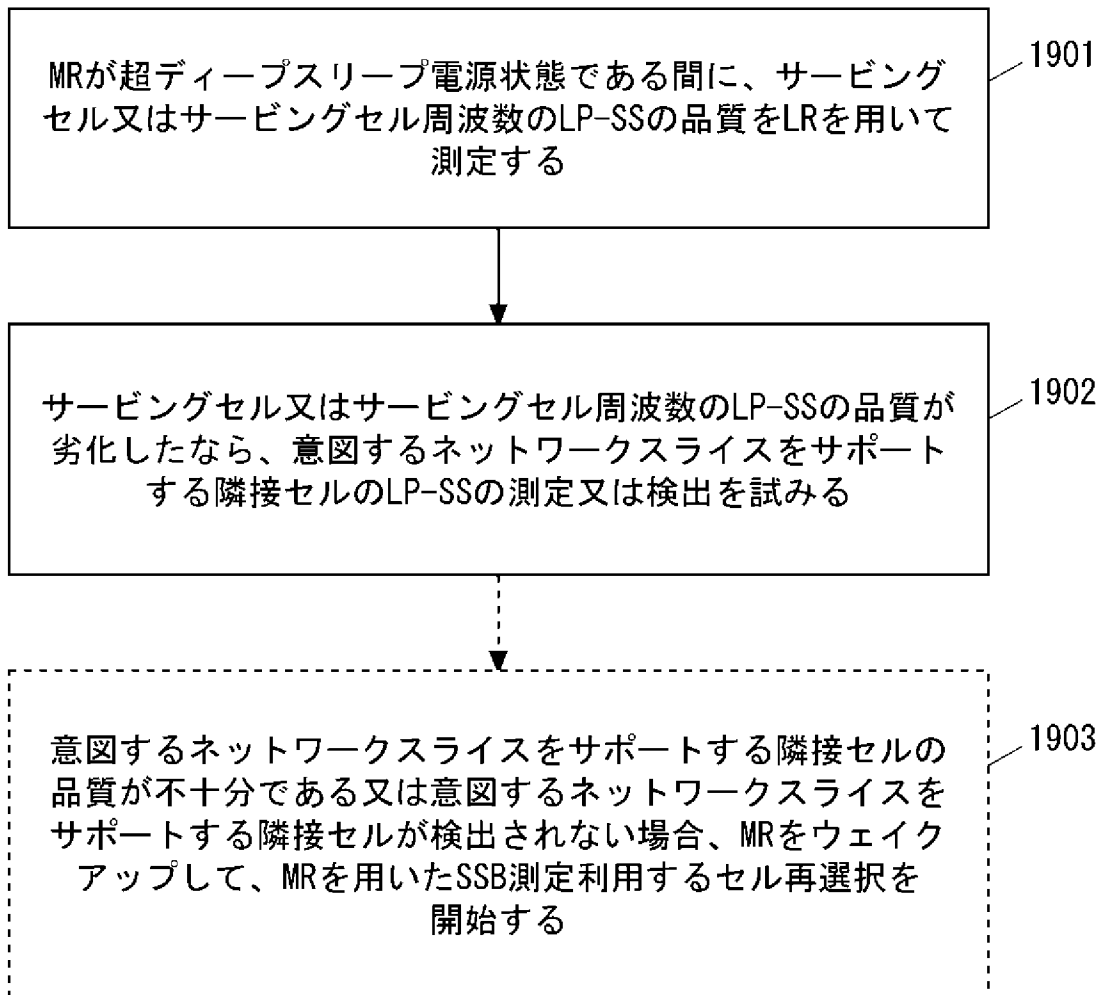 MRが超ディープスリープ電源状態である間に、サービング
セル又はサービングセル周波数のLP-SSの品質をLRを用いて
測定する
1901
サービングセル又はサービングセル周波数のLP-SSの品質が
劣化したなら、意図するネットワークスライスをサポート
する隣接セルのLP-SSの測定又は検出を試みる
1902
意図するネットワークスライスをサポートする隣接セルの
品質が不十分である又は意図するネットワークスライスを
サポートする隣接セルが検出されない場合、MRをウェイク
アップして、MRを用いたSSB測定利用するセル再選択を
開始する
1903